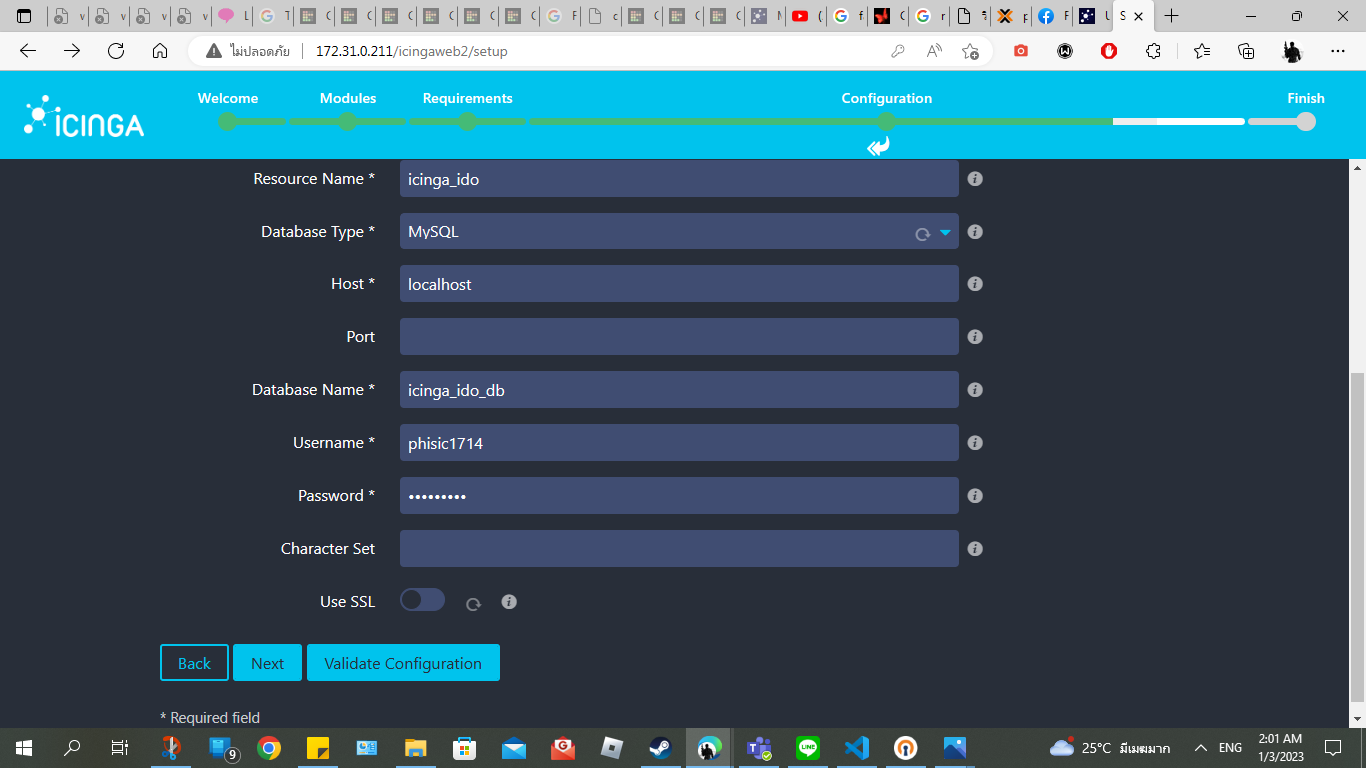 ไม่ปลอดภัย
172.31.0.211/icingaweb2/setup
ICINGA
Welcome
Modules
Requirements
Configuration
Finish
Resource Name *
icinga_ido
Database Type *
MySQL
Host *
localhost
Port
Database Name *
icinga_ido_db
Username *
phisic1714
Password *
•••••••••
Character Set
Use SSL
Back
Next
Validate Configuration
* Required field
9
25°C มีเมฆมาก
ENG
2:01 AM
1/3/2023